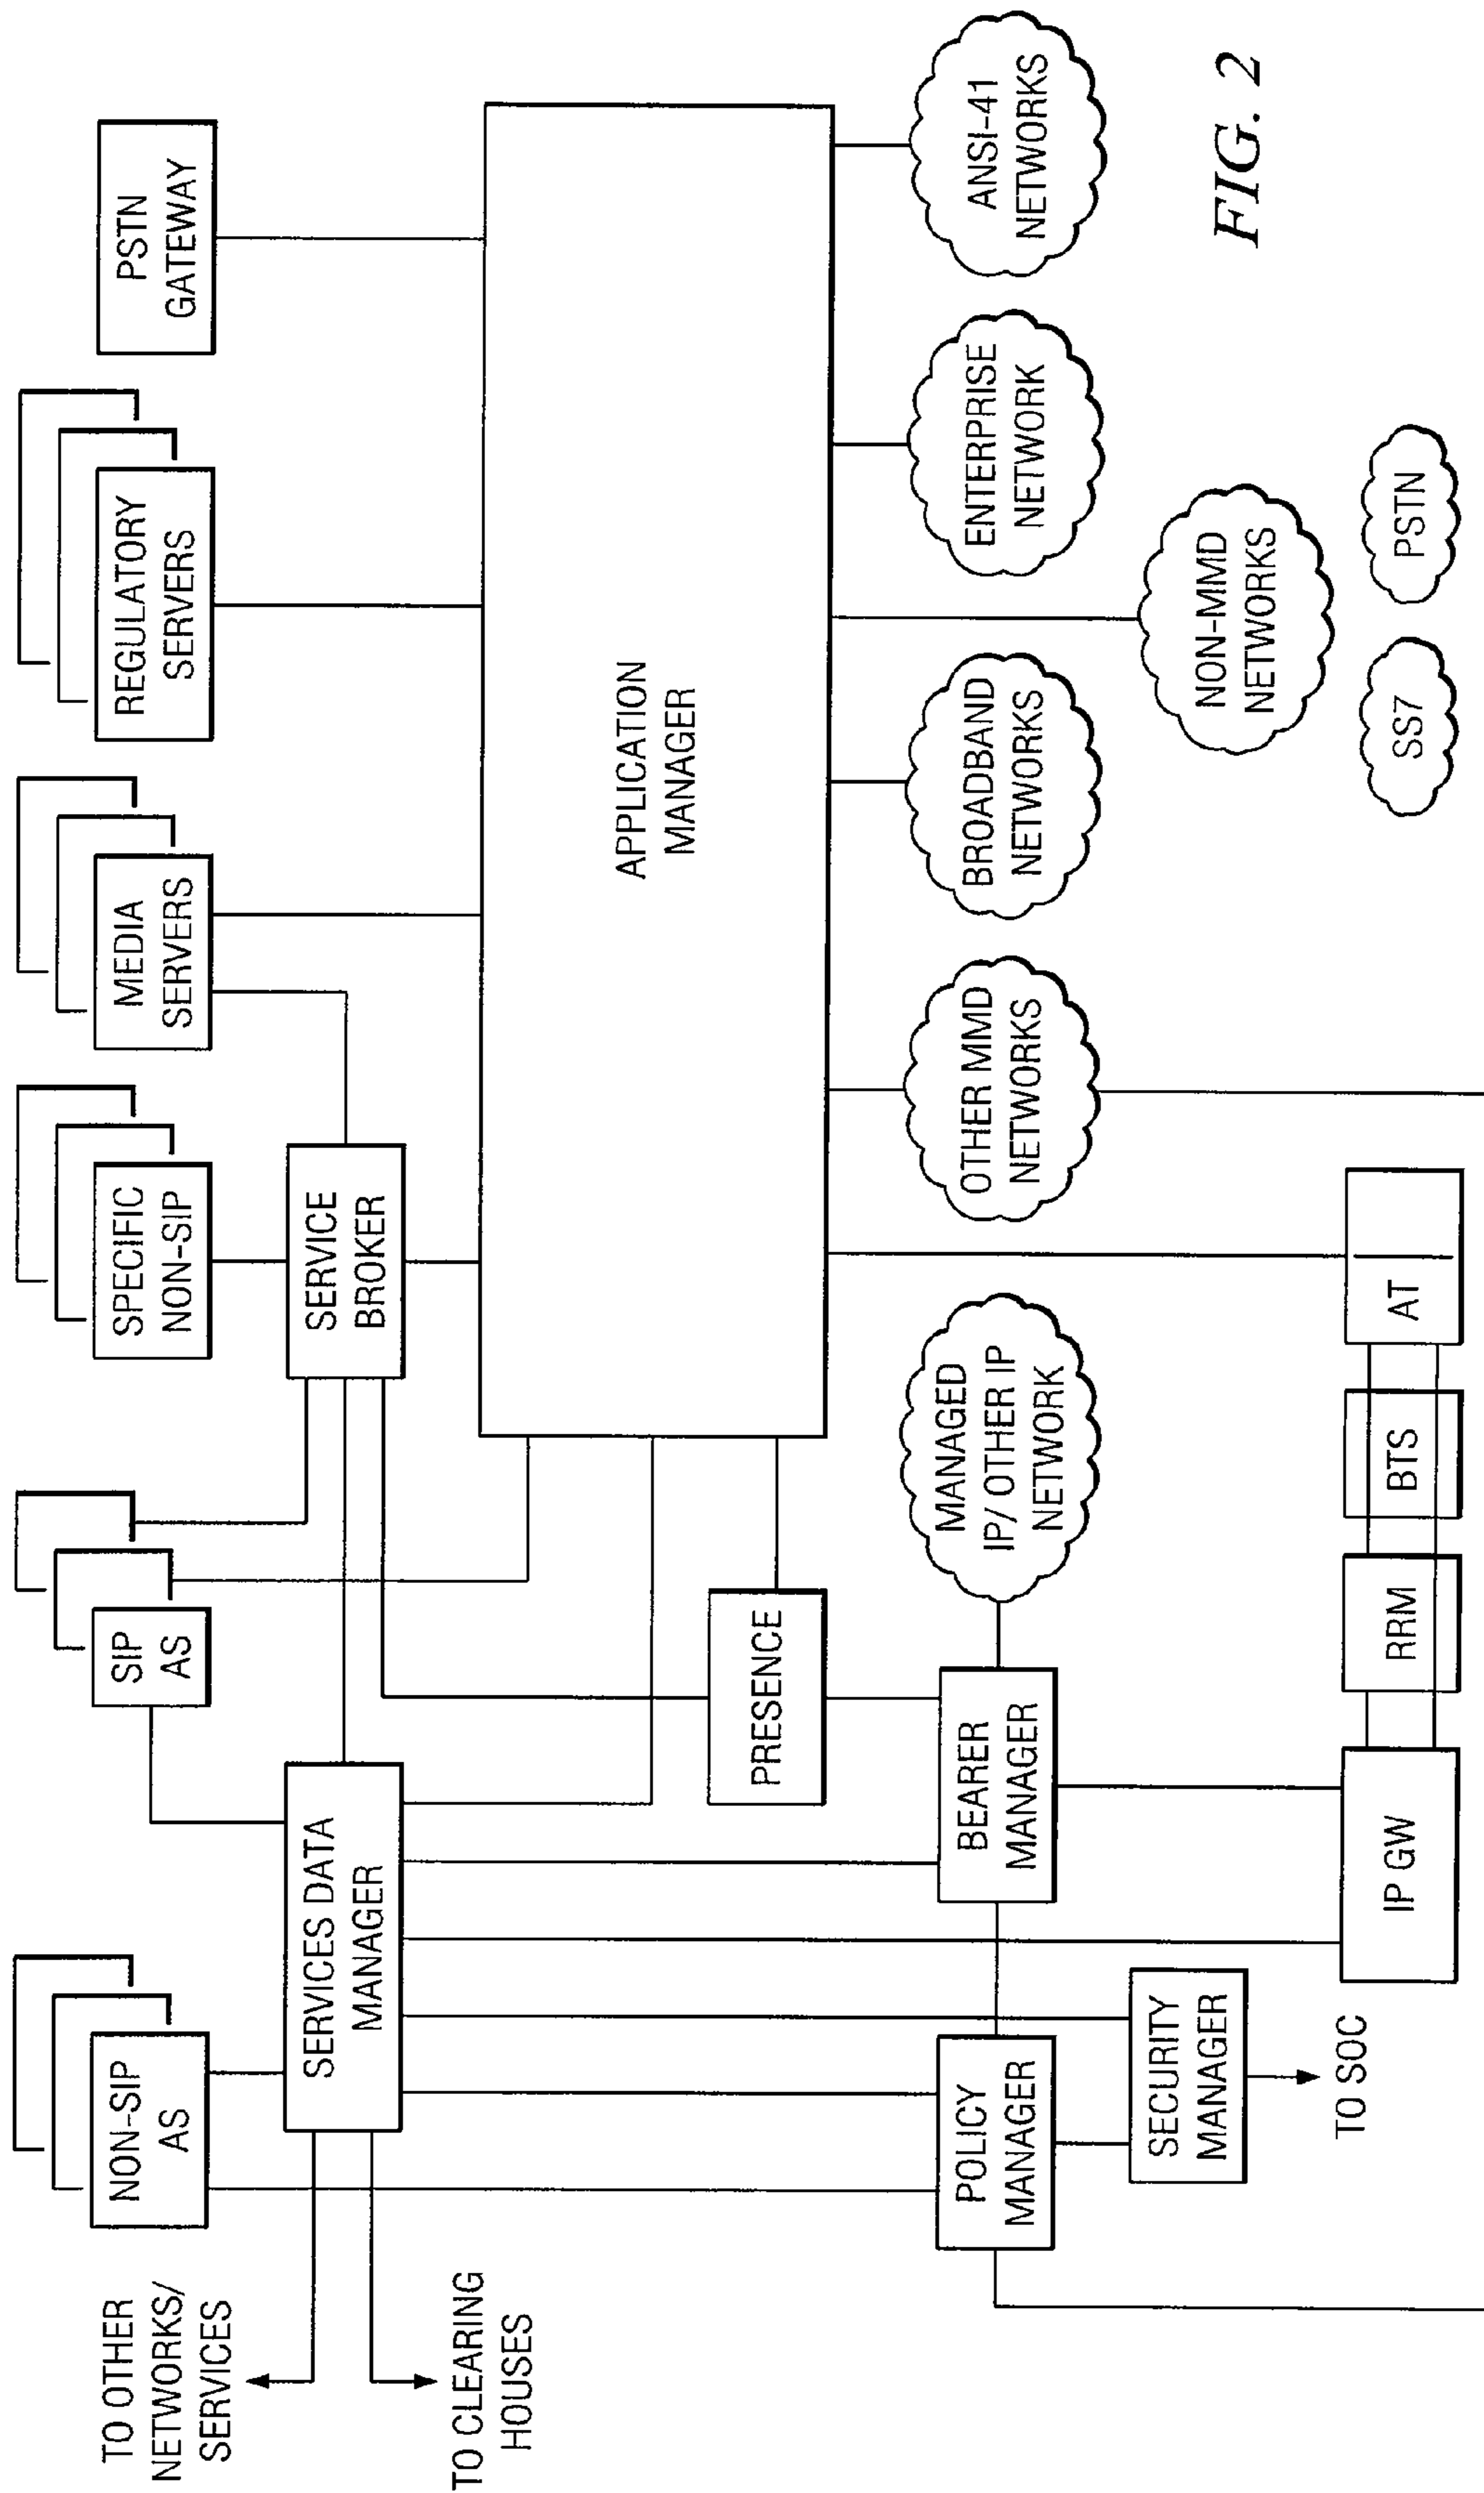 TO OTHER
NETWORKS/
SERVICES
NON-SIP
AS
SIP
AS
SPECIFIC
NON-SIP
MEDIA
SERVERS
REGULATORY
SERVERS
PSTN
GATEWAY
TO CLEARING
HOUSES
SERVICES DATA
MANAGER
SERVICE
BROKER
APPLICATION
MANAGER
PRESENCE
POLICY
MANAGER
BEARER
MANAGER
MANAGED
IP/ OTHER IP
NETWORK
OTHER MMD
NETWORKS
BROADBAND
NETWORKS
ENTERPRISE
NETWORK
ANSI-41
NETWORKS
SECURITY
MANAGER
NON-MMD
NETWORKS
FIG. 2
TO SOC
IP GW
RRM
BTS
AT
SS7
PSTN